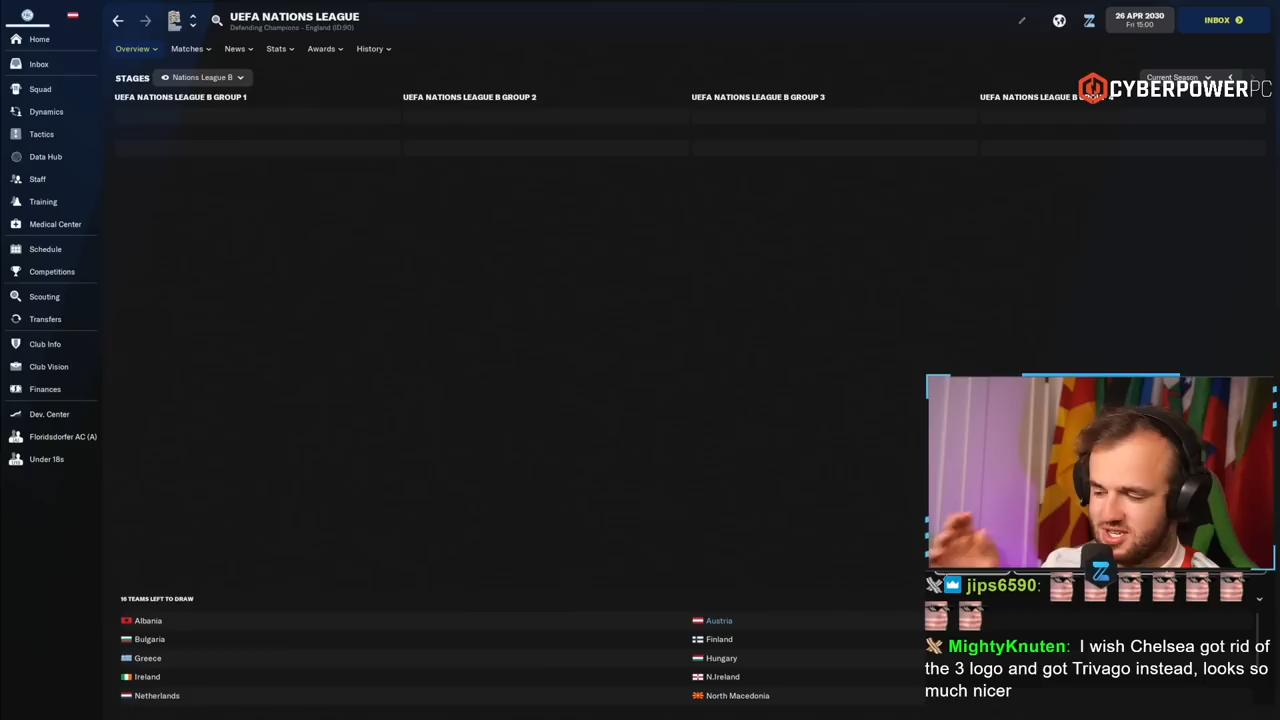 UEFA NATIONS LEAGUE
Defending Champions - England (ID:90)
26 APR 2030
Fri 15:00
INBOX
Home
Inbox
Squad
Dynamics
Tactics
Data Hub
Staff
Training
Medical Center
Schedule
Competitions
Scouting
Transfers
Club Info
Club Vision
Finances
Dev. Center
Floridsdorfer AC (A)
Under 18s
Overview
Matches
News
Stats
Awards
History
STAGES
Nations League B
Current Season
CYBERPOWERPC
UEFA NATIONS LEAGUE B GROUP 1
UEFA NATIONS LEAGUE B GROUP 2
UEFA NATIONS LEAGUE B GROUP 3
UEFA NATIONS LEAGUE B
16 TEAMS LEFT TO DRAW
Albania
Austria
Bulgaria
Finland
Greece
Hungary
Ireland
N.Ireland
Netherlands
North Macedonia
jips6590:
MightyKnuten: I wish Chelsea got rid of
the 3 logo and got Trivago instead, looks so
much nicer